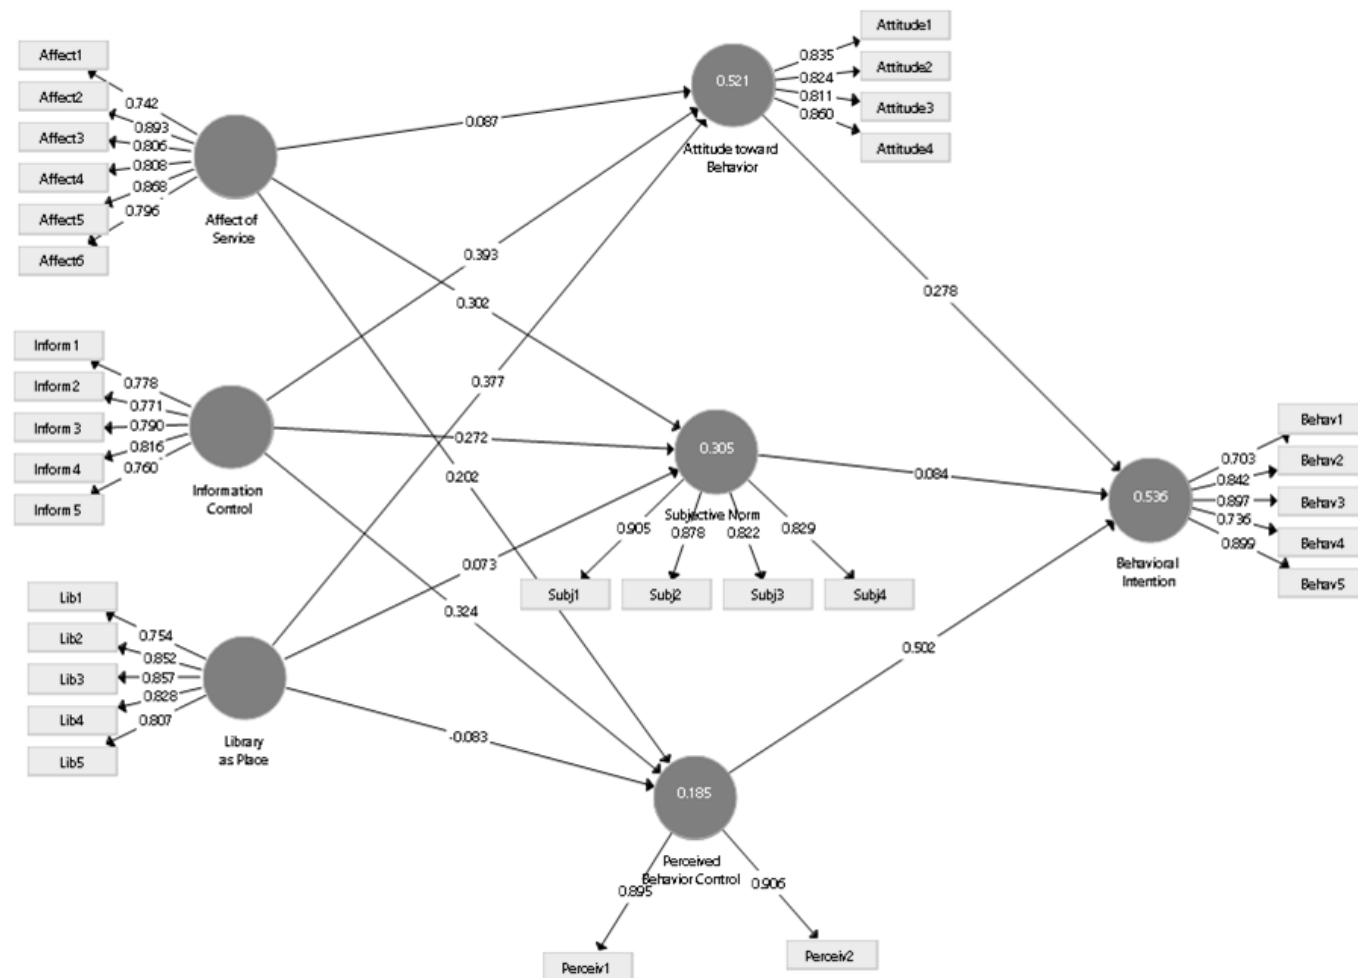 Affect1
Affect2
Affect3
Affect4
Affect5
Affect6
0.742
0.893
0.806
0.808
0.868
0.796
Affect of
Service
Inform 1
Inform 2
Inform 3
Inform 4
Inform 5
0.778
0.771
0.790
0.816
0.760
Information
Control
Lib1
Lib2
Lib3
Lib4
Lib5
0.754
0.852
0.857
0.828
0.807
Library
as Place
0.087
0.393
0.302
0.377
0.272
0.202
0.073
0.324
-0.083
0.521
Attitude toward
Behavior
0.835
0.824
0.811
0.860
Attitude1
Attitude2
Attitude3
Attitude4
0.305
Subjective Norm
0.905
0.878
0.822
0.829
Subj1
Subj2
Subj3
Subj4
0.185
Perceived
Behavior Control
0.895
0.906
Perceiv1
Perceiv2
0.278
0.084
0.502
0.536
Behavioral
Intention
0.703
0.842
0.897
0.736
0.899
Behav1
Behav2
Behav3
Behav4
Behav5